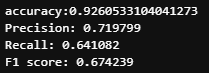 accuracy:0.9260533104041273
Precision: 0.719799
Recall: 0.641082
F1 score: 0.674239